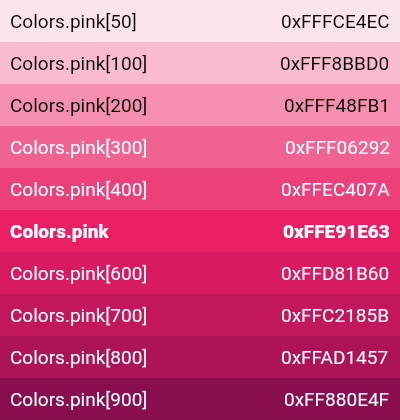 Colors.pink[50] 0xFFFCE4EC
Colors.pink[100] 0xFFF8BBD0
Colors.pink[200] 0xFFF48FB1
Colors.pink[300] 0xFFF06292
Colors.pink[400] 0xFFEC407A
Colors.pink 0xFFE91E63
Colors.pink[600] 0xFFD81B60
Colors.pink[700] 0xFFC2185B
Colors.pink[800] 0xFFAD1457
Colors.pink[900] 0xFF880E4F